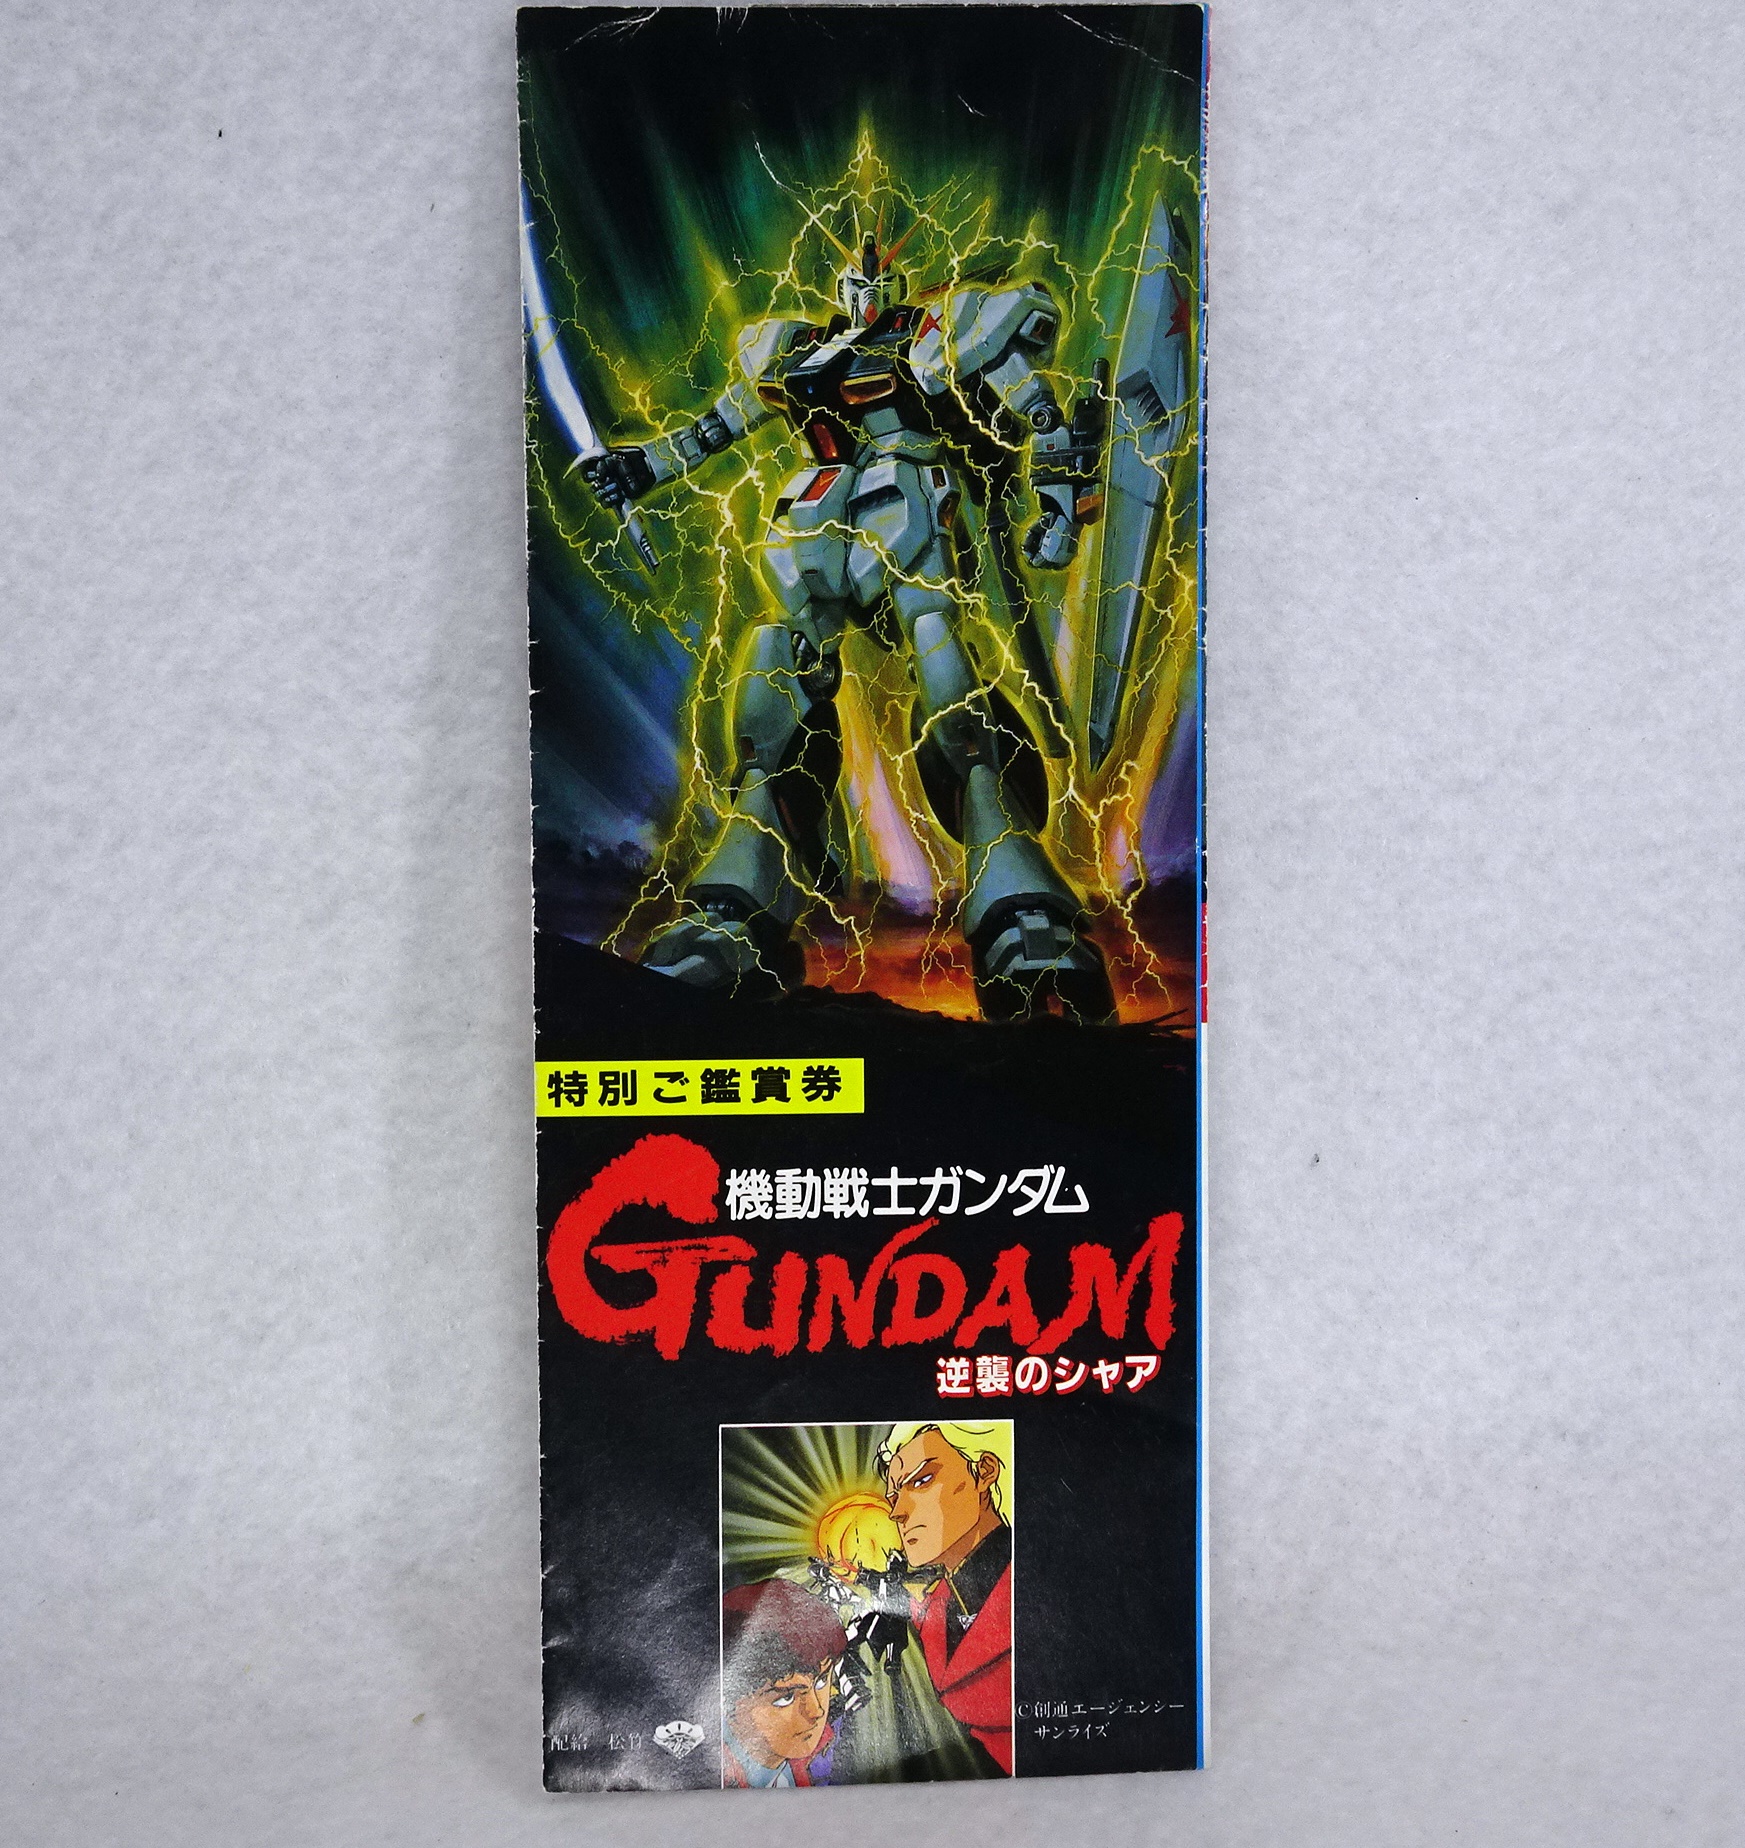 特別ご鑑賞券
機動戦士ガンダム
GUNDAM
逆襲のシャア
©創通エージェンシー
サンライズ
配給 松竹